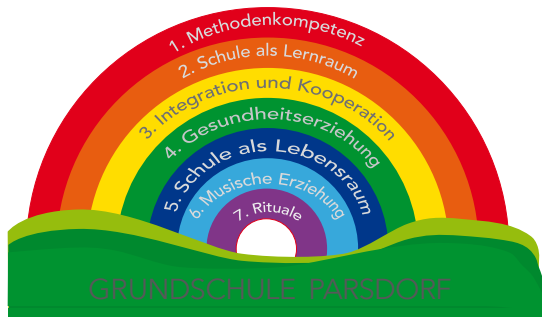 1. Methodenkompetenz
2. Schule als Lernraum
3. Integration und Kooperation
4. Gesundheitserziehung
5. Schule als Lebensraum
6. Musische Erziehung
7. Rituale
GRUNDSCHULE PARSDORF